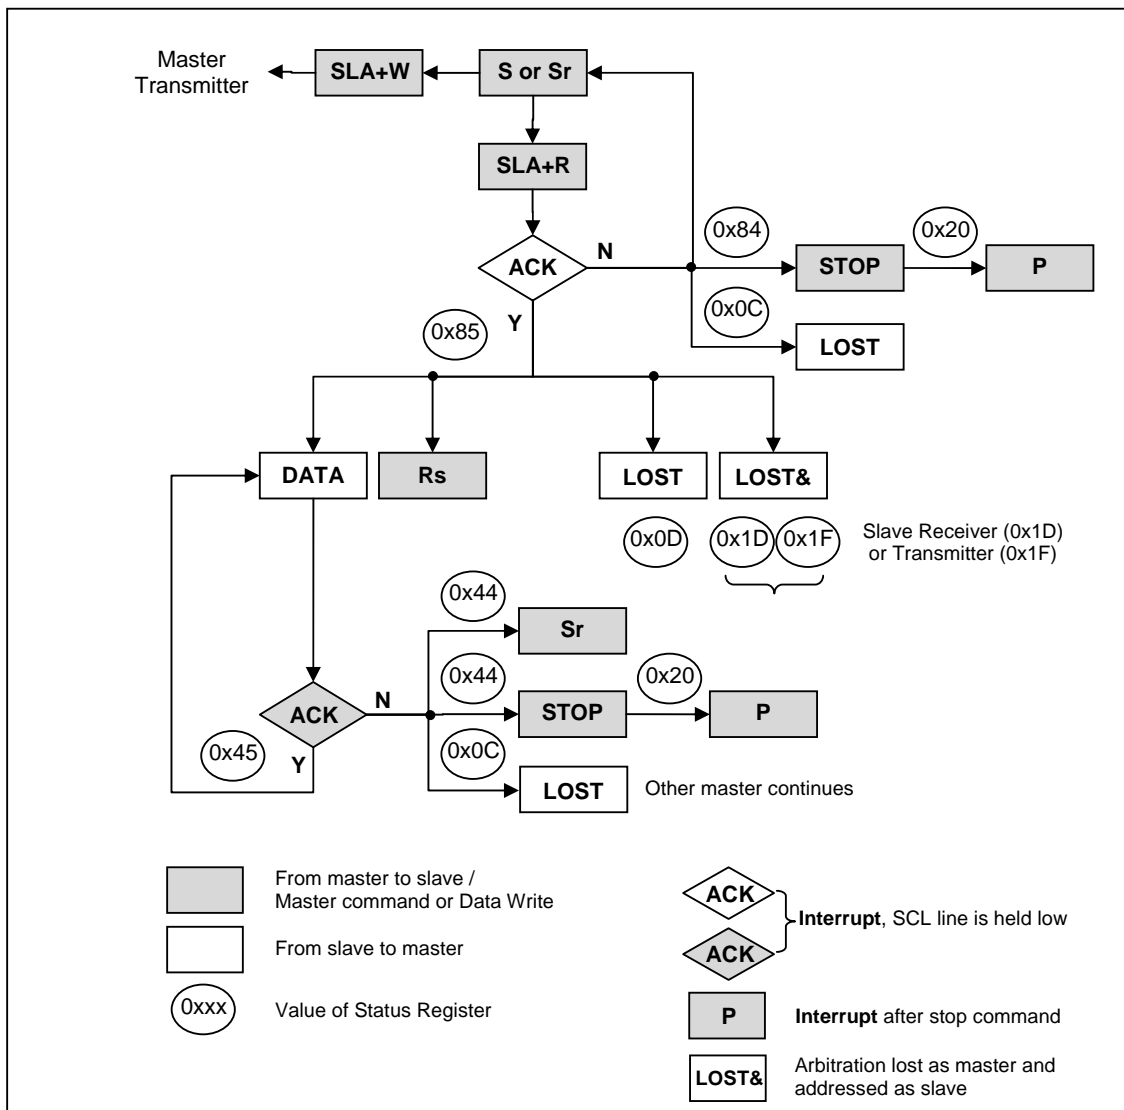 Master
Transmitter
SLA+W
S or Sr
SLA+R
ACK
N
Y
0x84
STOP
0x20
P
0x0C
LOST
0x85
DATA
Rs
LOST
LOST&
0x0D
0x1D
0x1F
Slave Receiver (0x1D)
or Transmitter (0x1F)
0x44
Sr
ACK
N
0x44
STOP
0x20
P
0x45
Y
0x0C
LOST
Other master continues
From master to slave /
Master command or Data Write
From slave to master
0xxx
Value of Status Register
ACK
ACK
Interrupt, SCL line is held low
P
Interrupt after stop command
LOST&
Arbitration lost as master and
addressed as slave